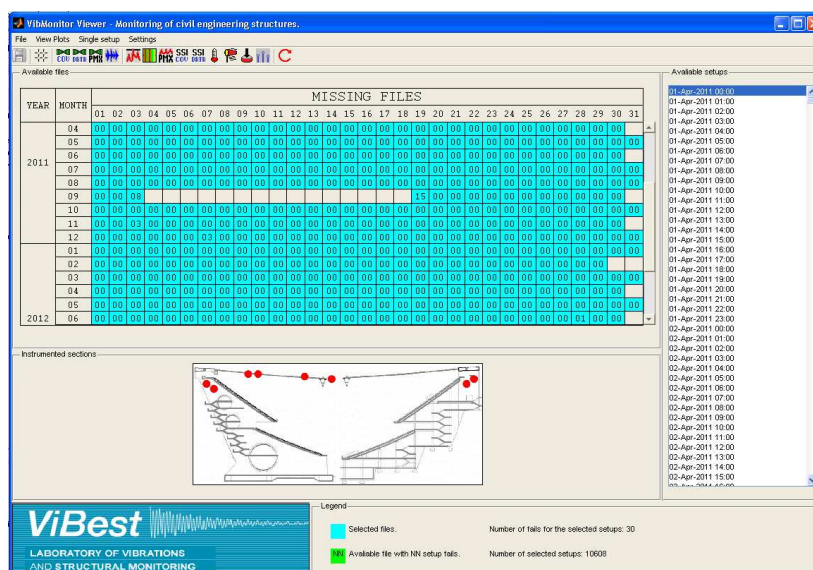 VibMonitor Viewer - Monitoring of civil engineering structures.
File View Plots Single setup Settings
COV DATA PMX PMX SSI COV SSI DATA
Available files
MISSING FILES
YEAR MONTH 01 02 03 04 05 06 07 08 09 10 11 12 13 14 15 16 17 18 19 20 21 22 23 24 25 26 27 28 29 30 31
2011
04 00 00 00 00 00 00 00 00 00 00 00 00 00 00 00 00 00 00 00 00 00 00 00 00 00 00 00 00 00 00
05 00 00 00 00 00 00 00 00 00 00 00 00 00 00 00 00 00 00 00 00 00 00 00 00 00 00 00 00 00 00 00
06 00 00 00 00 00 00 00 00 00 00 00 00 00 00 00 00 00 00 00 00 00 00 00 00 00 00 00 00 00 00
07 00 00 00 00 00 00 00 00 00 00 00 00 00 00 00 00 00 00 00 00 00 00 00 00 00 00 00 00 00 00 00
08 00 00 00 00 00 00 00 00 00 00 00 00 00 00 00 00 00 00 00 00 00 00 00 00 00 00 00 00 00 00 00
09 00 00 08 15 00 00 00 00 00 00 00 00 00 00 00
10 00 00 00 00 00 00 00 00 00 00 00 00 00 00 00 00 00 00 00 00 00 00 00 00 00 00 00 00 00 00 00
11 00 00 03 00 00 00 00 00 00 00 00 00 00 00 00 00 00 00 00 00 00 00 00 00 00 00 00 00 00 00
12 00 00 00 00 00 00 03 00 00 00 00 00 00 00 00 00 00 00 00 00 00 00 00 00 00 00 00 00 00 00 00
2012
01 00 00 00 00 00 00 00 00 00 00 00 00 00 00 00 00 00 00 00 00 00 00 00 00 00 00 00 00 00 00 00
02 00 00 00 00 00 00 00 00 00 00 00 00 00 00 00 00 00 00 00 00 00 00 00 00 00 00 00 00 00
03 00 00 00 00 00 00 00 00 00 00 00 00 00 00 00 00 00 00 00 00 00 00 00 00 00 00 00 00 00 00 00
04 00 00 00 00 00 00 00 00 00 00 00 00 00 00 00 00 00 00 00 00 00 00 00 00 00 00 00 00 00 00
05 00 00 00 00 00 00 00 00 00 00 00 00 00 00 00 00 00 00 00 00 00 00 00 00 00 00 00 00 00 00 00
06 00 00 00 00 00 00 00 00 00 00 00 00 00 00 00 00 00 00 00 00 00 00 00 00 00 00 00 01 00 00
Available setups
01-Apr-2011 00:00
01-Apr-2011 01:00
01-Apr-2011 02:00
01-Apr-2011 03:00
01-Apr-2011 04:00
01-Apr-2011 05:00
01-Apr-2011 06:00
01-Apr-2011 07:00
01-Apr-2011 08:00
01-Apr-2011 09:00
01-Apr-2011 10:00
01-Apr-2011 11:00
01-Apr-2011 12:00
01-Apr-2011 13:00
01-Apr-2011 14:00
01-Apr-2011 15:00
01-Apr-2011 16:00
01-Apr-2011 17:00
01-Apr-2011 18:00
01-Apr-2011 19:00
01-Apr-2011 20:00
01-Apr-2011 21:00
01-Apr-2011 22:00
01-Apr-2011 23:00
02-Apr-2011 00:00
02-Apr-2011 01:00
02-Apr-2011 02:00
02-Apr-2011 03:00
02-Apr-2011 04:00
02-Apr-2011 05:00
02-Apr-2011 06:00
02-Apr-2011 07:00
02-Apr-2011 08:00
02-Apr-2011 09:00
02-Apr-2011 10:00
02-Apr-2011 11:00
02-Apr-2011 12:00
02-Apr-2011 13:00
02-Apr-2011 14:00
02-Apr-2011 15:00
02-Apr-2011 16:00
Instrumented sections
ViBest
LABORATORY OF VIBRATIONS
AND STRUCTURAL MONITORING
Legend
Selected files.
Number of fails for the selected setups: 30
NN Available file with NN setup fails.
Number of selected setups: 10608